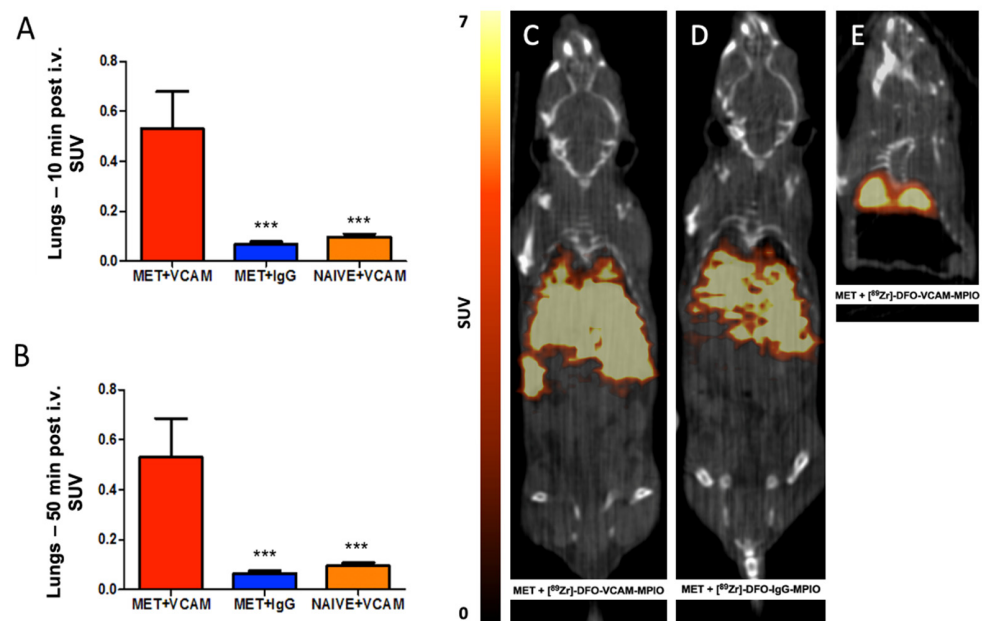 A
Lungs – 10 min post i.v.
SUV
0.8
0.6
0.4
0.2
0.0
***
***
MET+VCAM MET+IgG NAIVE+VCAM
B
Lungs – 50 min post i.v.
SUV
0.8
0.6
0.4
0.2
0.0
***
***
MET+VCAM MET+IgG NAIVE+VCAM
7
SUV
0
C
MET + [⁸⁹Zr]-DFO-VCAM-MPIO
D
MET + [⁸⁹Zr]-DFO-IgG-MPIO
E
MET + [⁸⁹Zr]-DFO-VCAM-MPIO